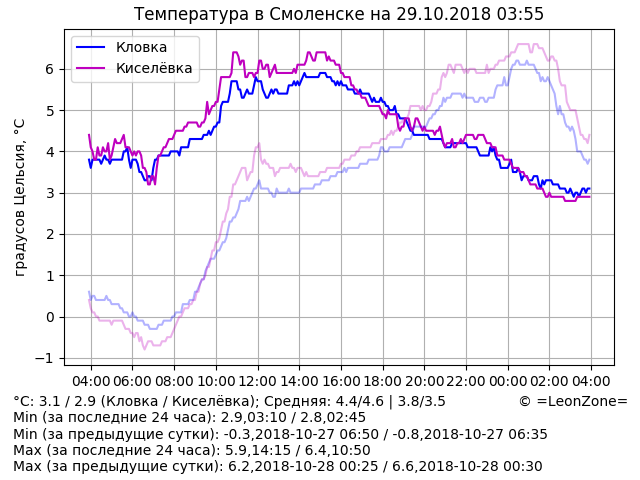 Температура в Смоленске на 29.10.2018 03:55
Кловка
Киселёвка
градусов Цельсия, °C
6
5
4
3
2
1
0
−1
04:00 06:00 08:00 10:00 12:00 14:00 16:00 18:00 20:00 22:00 00:00 02:00 04:00
°C: 3.1 / 2.9 (Кловка / Киселёвка); Средняя: 4.4/4.6 | 3.8/3.5 © =LeonZone=
Min (за последние 24 часа): 2.9,03:10 / 2.8,02:45
Min (за предыдущие сутки): -0.3,2018-10-27 06:50 / -0.8,2018-10-27 06:35
Max (за последние 24 часа): 5.9,14:15 / 6.4,10:50
Max (за предыдущие сутки): 6.2,2018-10-28 00:25 / 6.6,2018-10-28 00:30